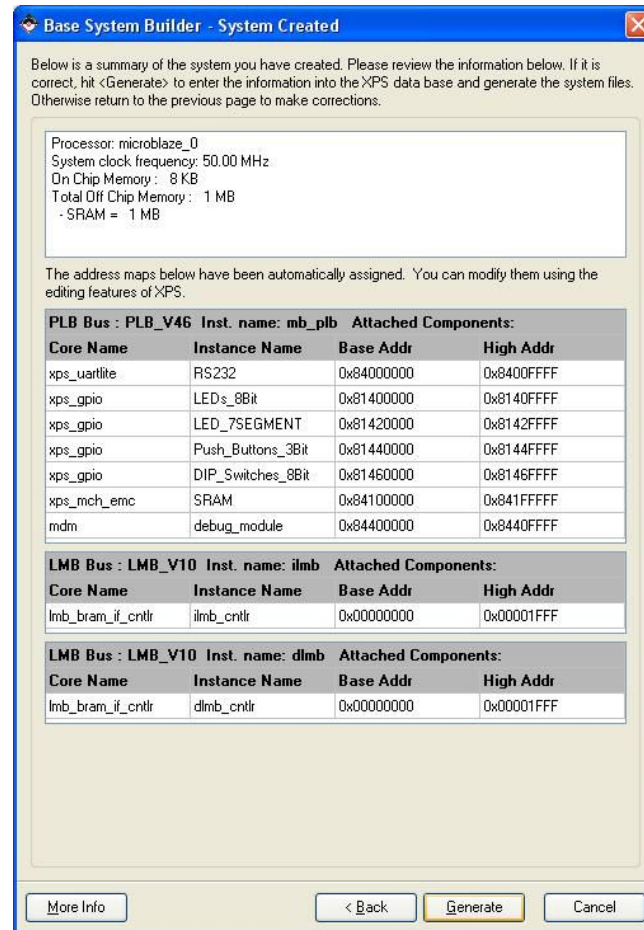 Base System Builder - System Created
Below is a summary of the system you have created. Please review the information below. If it is
correct, hit <Generate> to enter the information into the XPS data base and generate the system files.
Otherwise return to the previous page to make corrections.
Processor: microblaze_0
System clock frequency: 50.00 MHz
On Chip Memory : 8 KB
Total Off Chip Memory : 1 MB
- SRAM = 1 MB
The address maps below have been automatically assigned. You can modify them using the
editing features of XPS.
PLB Bus : PLB_V46 Inst. name: mb_plb Attached Components:
Core Name Instance Name Base Addr High Addr
xps_uartlite RS232 0x84000000 0x8400FFFF
xps_gpio LEDs_8Bit 0x81400000 0x8140FFFF
xps_gpio LED_7SEGMENT 0x81420000 0x8142FFFF
xps_gpio Push_Buttons_3Bit 0x81440000 0x8144FFFF
xps_gpio DIP_Switches_8Bit 0x81460000 0x8146FFFF
xps_mch_emc SRAM 0x84100000 0x841FFFFF
mdm debug_module 0x84400000 0x8440FFFF
LMB Bus : LMB_V10 Inst. name: ilmb Attached Components:
Core Name Instance Name Base Addr High Addr
lmb_bram_if_cntlr ilmb_cntlr 0x00000000 0x00001FFF
LMB Bus : LMB_V10 Inst. name: dlmb Attached Components:
Core Name Instance Name Base Addr High Addr
lmb_bram_if_cntlr dlmb_cntlr 0x00000000 0x00001FFF
More Info < Back Generate Cancel